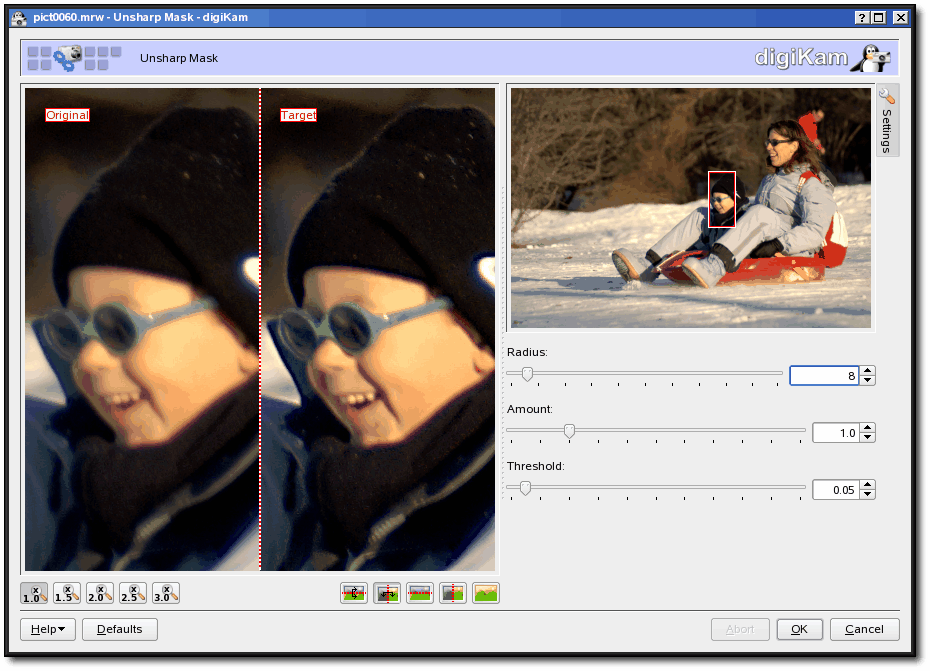 pict0060.mrw - Unsharp Mask - digiKam
Unsharp Mask
digiKam
Original
Target
Settings
Radius:
8
Amount:
1.0
Threshold:
0.05
1.0
1.5
2.0
2.5
3.0
Help
Defaults
Abort
OK
Cancel